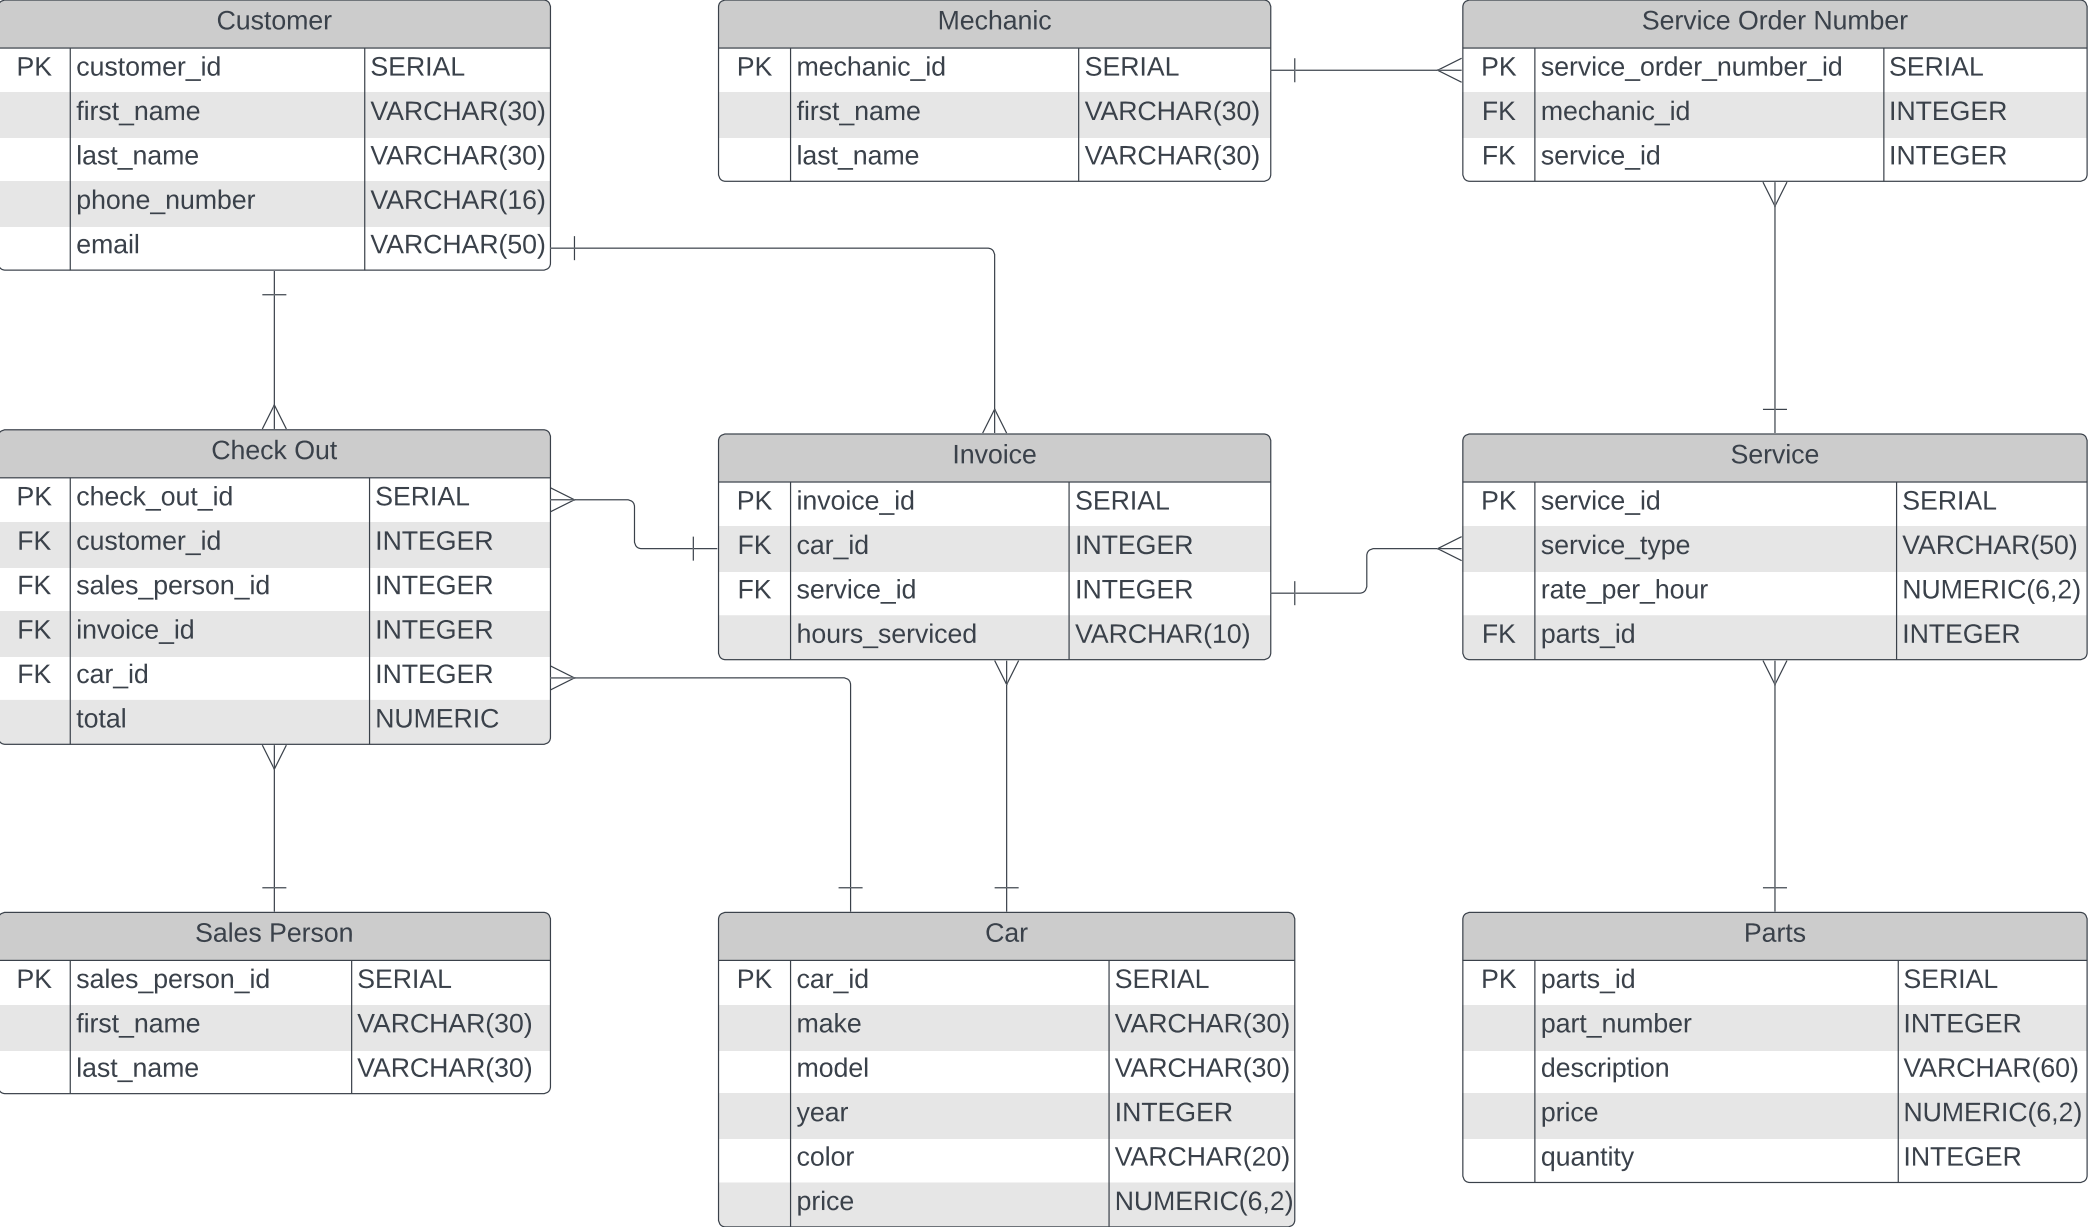 Customer
PK customer_id SERIAL
first_name VARCHAR(30)
last_name VARCHAR(30)
phone_number VARCHAR(16)
email VARCHAR(50)
Mechanic
PK mechanic_id SERIAL
first_name VARCHAR(30)
last_name VARCHAR(30)
Service Order Number
PK service_order_number_id SERIAL
FK mechanic_id INTEGER
FK service_id INTEGER
Check Out
PK check_out_id SERIAL
FK customer_id INTEGER
FK sales_person_id INTEGER
FK invoice_id INTEGER
FK car_id INTEGER
total NUMERIC
Invoice
PK invoice_id SERIAL
FK car_id INTEGER
FK service_id INTEGER
hours_serviced VARCHAR(10)
Service
PK service_id SERIAL
service_type VARCHAR(50)
rate_per_hour NUMERIC(6,2)
FK parts_id INTEGER
Sales Person
PK sales_person_id SERIAL
first_name VARCHAR(30)
last_name VARCHAR(30)
Car
PK car_id SERIAL
make VARCHAR(30)
model VARCHAR(30)
year INTEGER
color VARCHAR(20)
price NUMERIC(6,2)
Parts
PK parts_id SERIAL
part_number INTEGER
description VARCHAR(60)
price NUMERIC(6,2)
quantity INTEGER